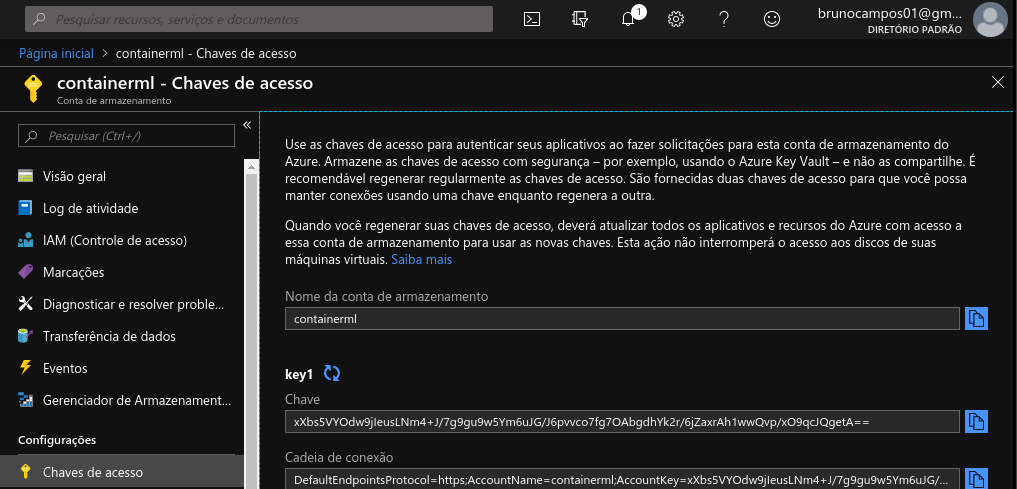 Pesquisar recursos, serviços e documentos
1
brunocampos01@gm...
DIRETÓRIO PADRÃO
Página inicial > containerml - Chaves de acesso
containerml - Chaves de acesso
Conta de armazenamento
Pesquisar (Ctrl+/)
Visão geral
Log de atividade
IAM (Controle de acesso)
Marcações
Diagnosticar e resolver proble...
Transferência de dados
Eventos
Gerenciador de Armazenament...
Configurações
Chaves de acesso
Use as chaves de acesso para autenticar seus aplicativos ao fazer solicitações para esta conta de armazenamento do
Azure. Armazene as chaves de acesso com segurança – por exemplo, usando o Azure Key Vault – e não as compartilhe. É
recomendável regenerar regularmente as chaves de acesso. São fornecidas duas chaves de acesso para que você possa
manter conexões usando uma chave enquanto regenera a outra.
Quando você regenerar suas chaves de acesso, deverá atualizar todos os aplicativos e recursos do Azure com acesso a
essa conta de armazenamento para usar as novas chaves. Esta ação não interromperá o acesso aos discos de suas
máquinas virtuais. Saiba mais
Nome da conta de armazenamento
containerml
key1
Chave
xXbs5VYOdw9jIeusLNm4+J/7g9gu9w5Ym6uJG/J6pvvco7fg7OAbgdhYk2r/6jZaxrAh1wwQvp/xO9qcJQgetA==
Cadeia de conexão
DefaultEndpointsProtocol=https;AccountName=containerml;AccountKey=xXbs5VYOdw9jIeusLNm4+J/7g9gu9w5Ym6uJG/...